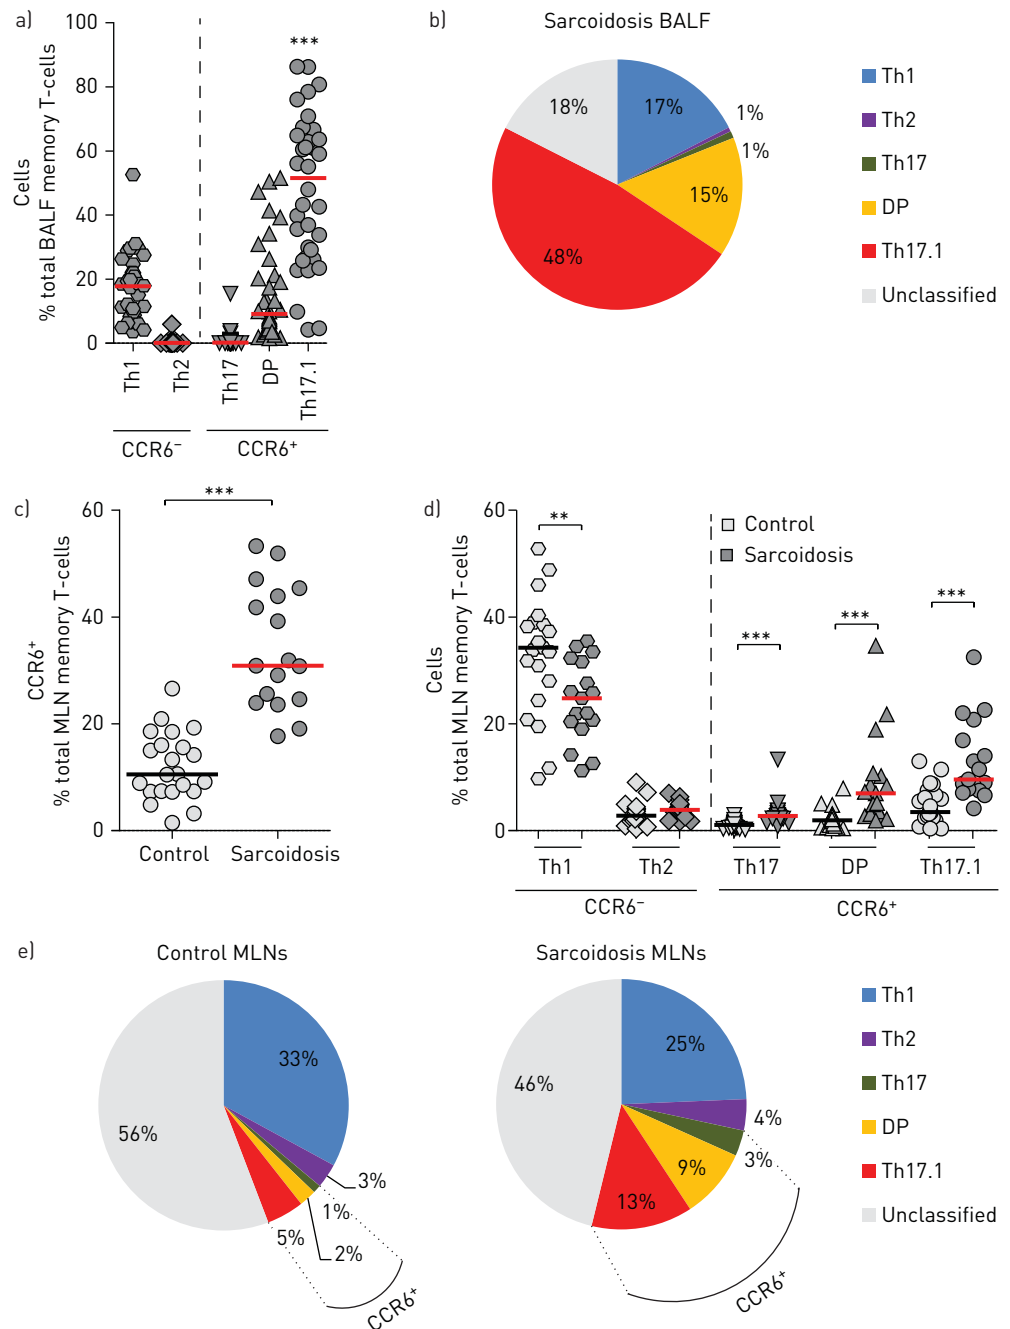 a)
100
80
60
40
20
0
Cells
% total BALF memory T-cells
***
Th1
Th2
Th17
DP
Th17.1
CCR6−
CCR6+
b)
Sarcoidosis BALF
17%
1%
1%
15%
48%
18%
Th1
Th2
Th17
DP
Th17.1
Unclassified
c)
60
40
20
0
CCR6+
% total MLN memory T-cells
***
Control
Sarcoidosis
d)
60
40
20
0
Cells
% total MLN memory T-cells
Control
Sarcoidosis
**
***
***
***
Th1
Th2
Th17
DP
Th17.1
CCR6−
CCR6+
e)
Control MLNs
33%
3%
1%
2%
5%
56%
CCR6+
Sarcoidosis MLNs
25%
4%
3%
9%
13%
46%
CCR6+
Th1
Th2
Th17
DP
Th17.1
Unclassified